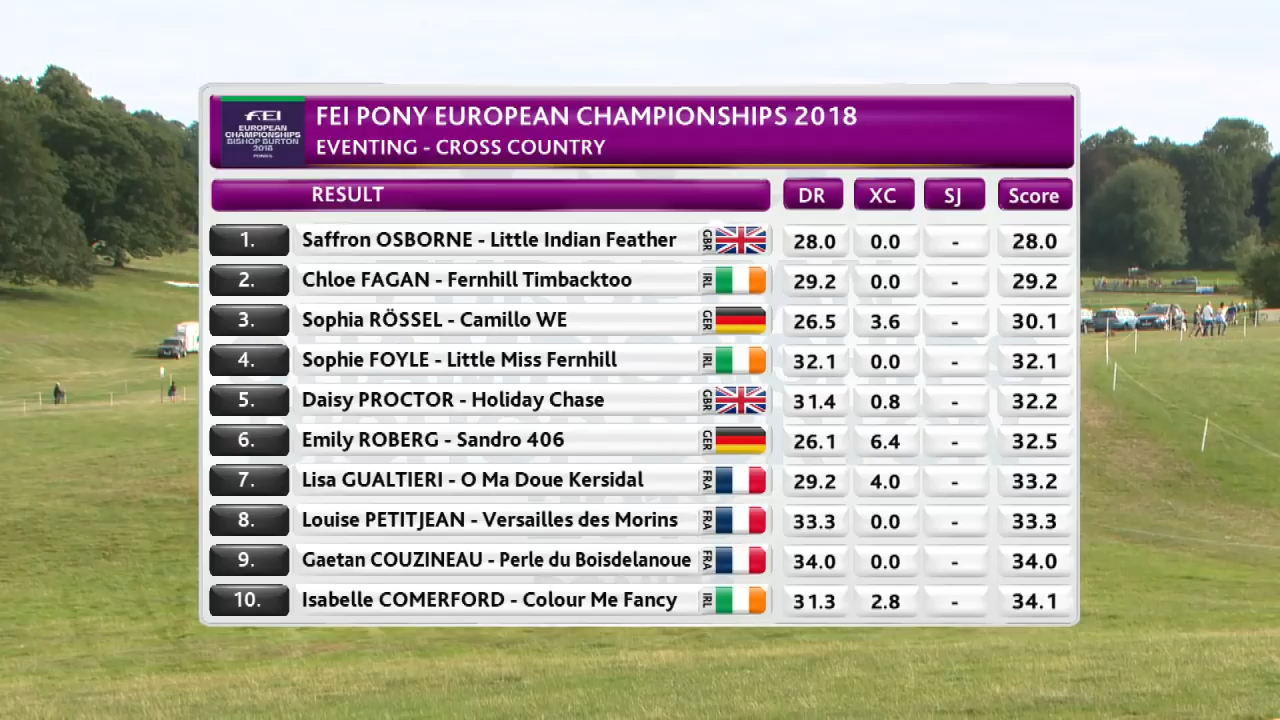 FEI
EUROPEAN
CHAMPIONSHIPS
BISHOP BURTON
2018
PONIES
FEI PONY EUROPEAN CHAMPIONSHIPS 2018
EVENTING - CROSS COUNTRY
RESULT DR XC SJ Score
1. Saffron OSBORNE - Little Indian Feather GBR 28.0 0.0 - 28.0
2. Chloe FAGAN - Fernhill Timbacktoo IRL 29.2 0.0 - 29.2
3. Sophia RÖSSEL - Camillo WE GER 26.5 3.6 - 30.1
4. Sophie FOYLE - Little Miss Fernhill IRL 32.1 0.0 - 32.1
5. Daisy PROCTOR - Holiday Chase GBR 31.4 0.8 - 32.2
6. Emily ROBERG - Sandro 406 GER 26.1 6.4 - 32.5
7. Lisa GUALTIERI - O Ma Doue Kersidal FRA 29.2 4.0 - 33.2
8. Louise PETITJEAN - Versailles des Morins FRA 33.3 0.0 - 33.3
9. Gaetan COUZINEAU - Perle du Boisdelanoue FRA 34.0 0.0 - 34.0
10. Isabelle COMERFORD - Colour Me Fancy IRL 31.3 2.8 - 34.1